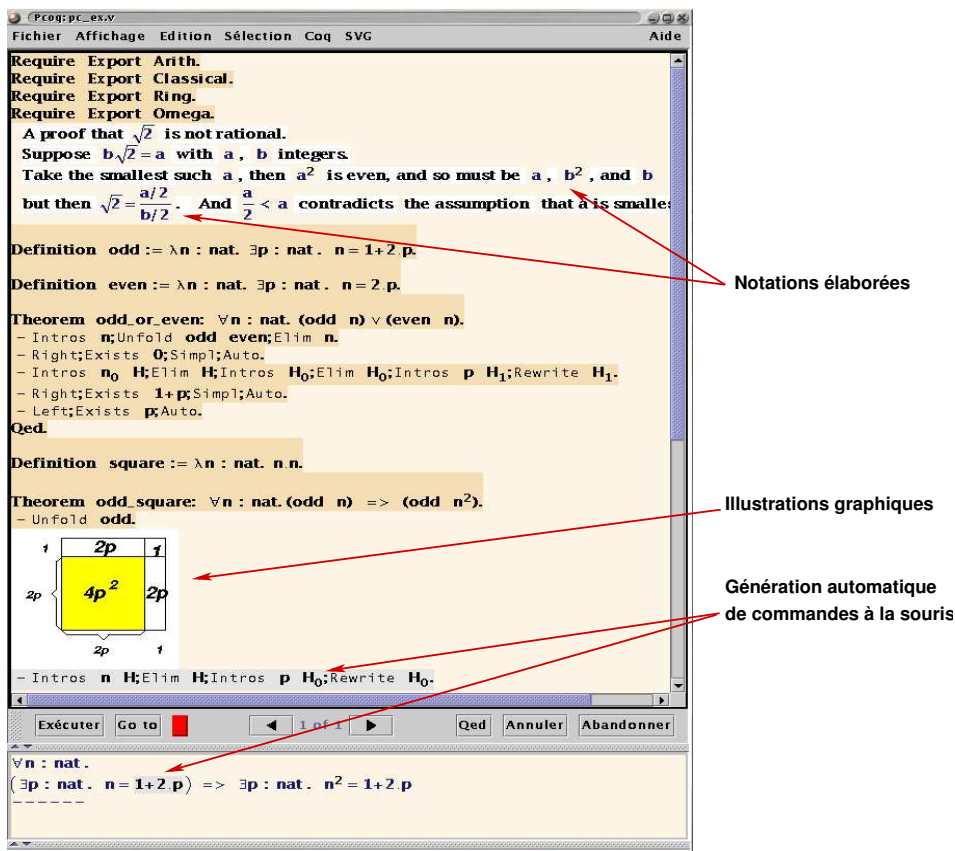 Pcoq: pc_ex.v
Fichier Affichage Edition Sélection Coq SVG Aide
Require Export Arith.
Require Export Classical.
Require Export Ring.
Require Export Omega.
A proof that √2 is not rational.
Suppose b√2 = a with a , b integers.
Take the smallest such a , then a² is even, and so must be a , b² , and b
but then √2 = (a/2)/(b/2) . And a/2 < a contradicts the assumption that a is smalles
Definition odd := λn : nat. ∃p : nat . n = 1+2.p.
Definition even := λn : nat. ∃p : nat . n = 2.p.
Theorem odd_or_even: ∀n : nat. (odd n) ∨ (even n).
– Intros n;Unfold odd even;Elim n.
– Right;Exists 0;Simpl;Auto.
– Intros n₀ H;Elim H;Intros H₀;Elim H₀;Intros p H₁;Rewrite H₁.
– Right;Exists 1+p;Simpl;Auto.
– Left;Exists p;Auto.
Qed.
Definition square := λn : nat. n.n.
Theorem odd_square: ∀n : nat. (odd n) => (odd n²).
– Unfold odd.
1 2p 1
2p 4p² 2p
2p 1
– Intros n H;Elim H;Intros p H₀;Rewrite H₀.
Exécuter Go to 1 of 1 Qed Annuler Abandonner
∀n : nat .
(∃p : nat . n = 1+2.p) => ∃p : nat . n² = 1+2.p
------
Notations élaborées
Illustrations graphiques
Génération automatique
de commandes à la souris